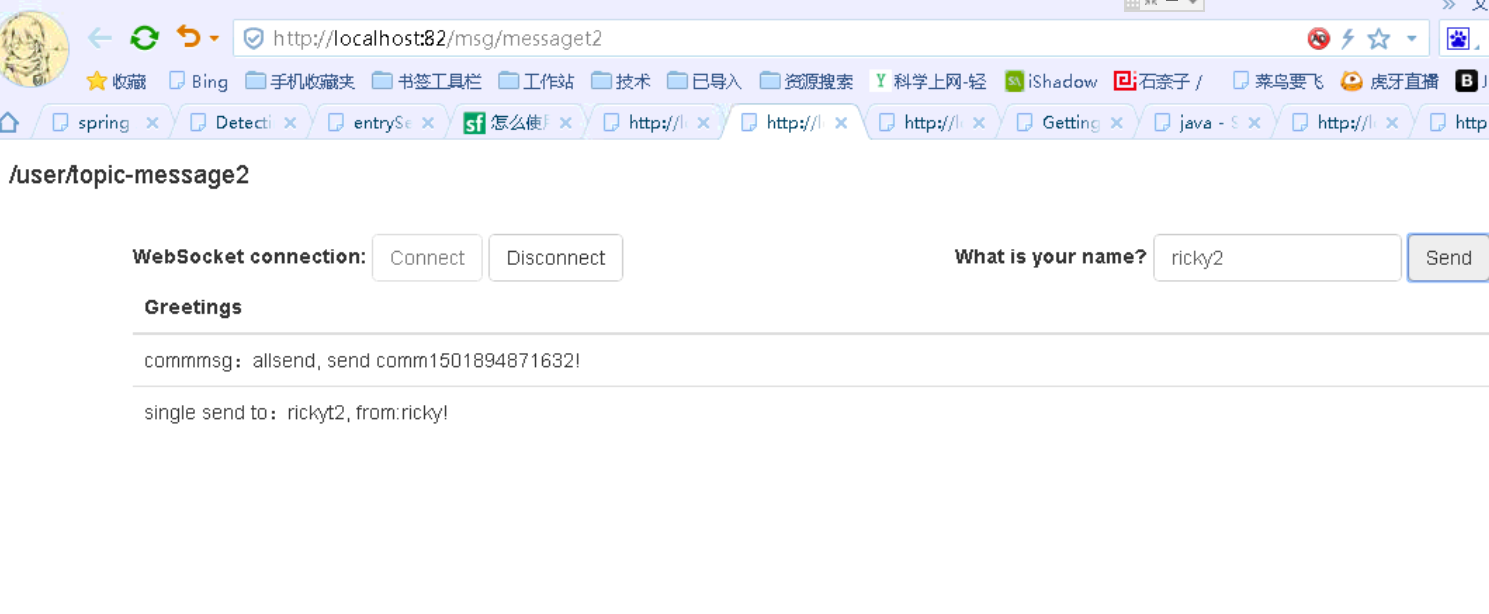 http://localhost:82/msg/messaget2
收藏 Bing 手机收藏夹 书签工具栏 工作站 技术 已导入 资源搜索 科学上网-轻 iShadow 石奈子 / 菜鸟要飞 虎牙直播 J
spring Detecti entrySe sf 怎么使 http://l http://l http://l Getting java - S http://l http
/user/topic-message2
WebSocket connection: Connect Disconnect What is your name? ricky2 Send
Greetings
commmsg：allsend, send comm1501894871632!
single send to：rickyt2, from:ricky!